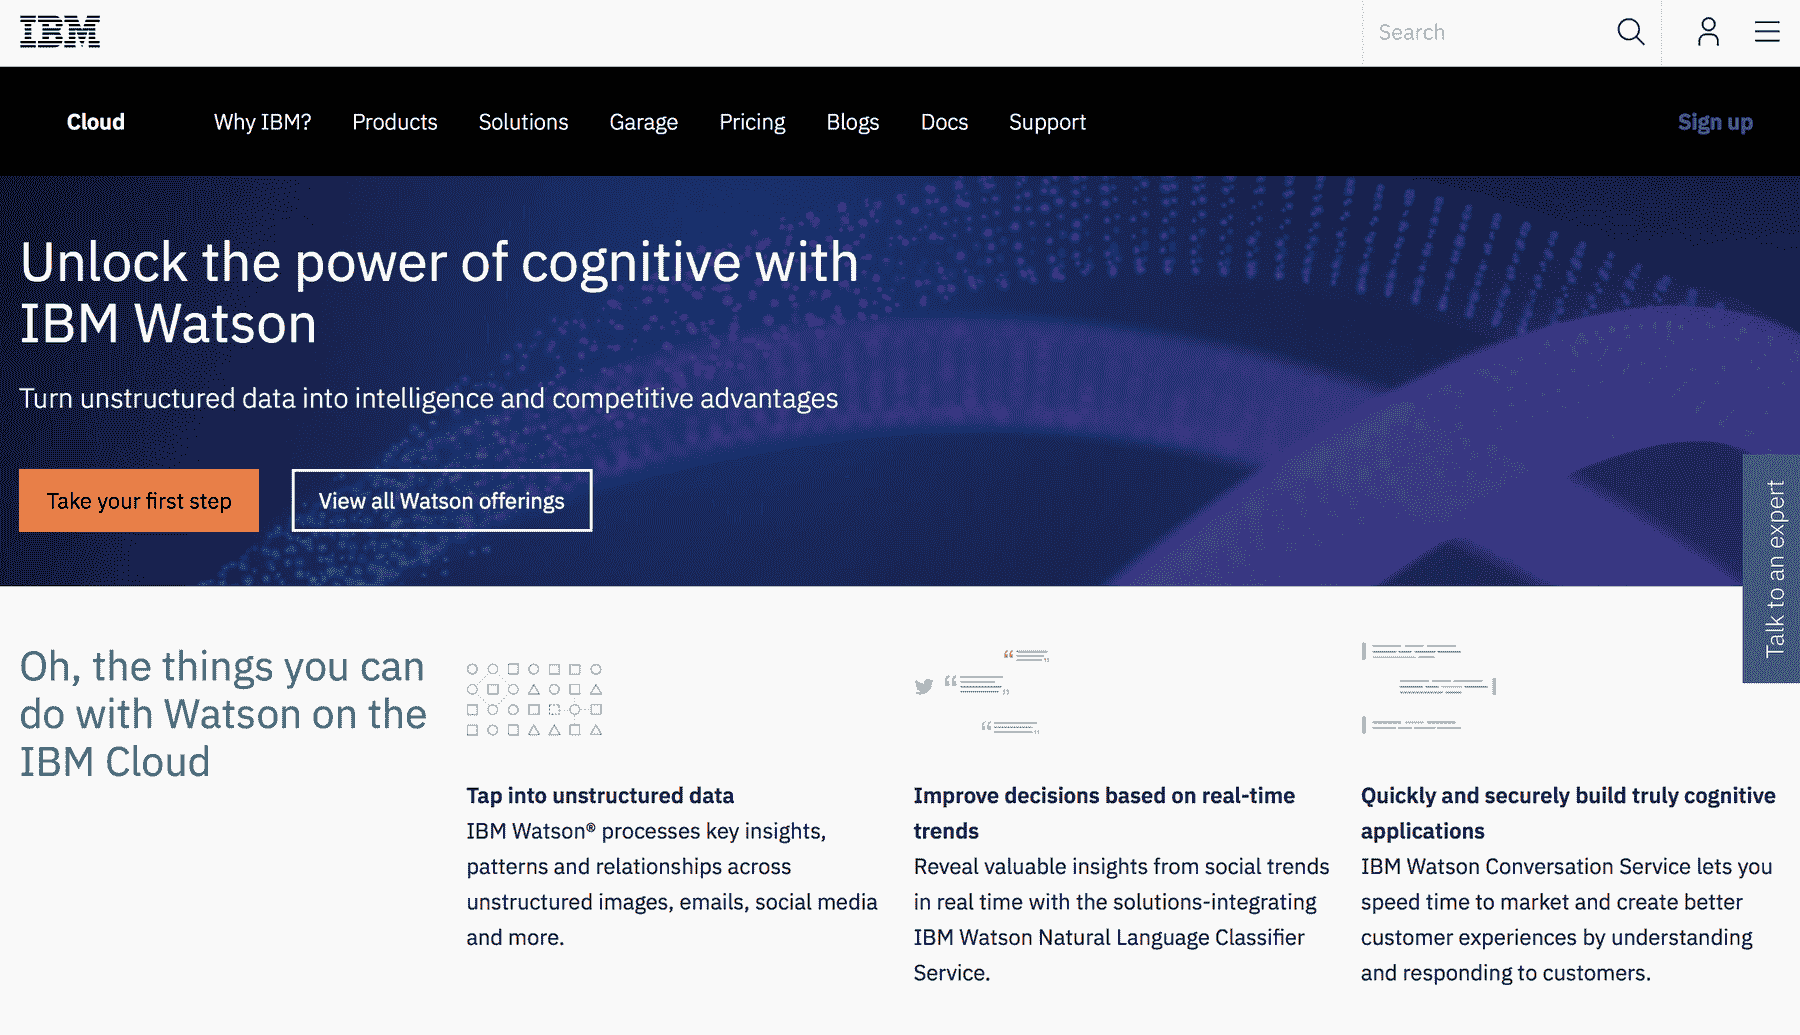 IBM
Search
Cloud
Why IBM?
Products
Solutions
Garage
Pricing
Blogs
Docs
Support
Sign up
Unlock the power of cognitive with
IBM Watson
Turn unstructured data into intelligence and competitive advantages
Take your first step
View all Watson offerings
Talk to an expert
Oh, the things you can
do with Watson on the
IBM Cloud
Tap into unstructured data
IBM Watson® processes key insights,
patterns and relationships across
unstructured images, emails, social media
and more.
Improve decisions based on real-time
trends
Reveal valuable insights from social trends
in real time with the solutions-integrating
IBM Watson Natural Language Classifier
Service.
Quickly and securely build truly cognitive
applications
IBM Watson Conversation Service lets you
speed time to market and create better
customer experiences by understanding
and responding to customers.